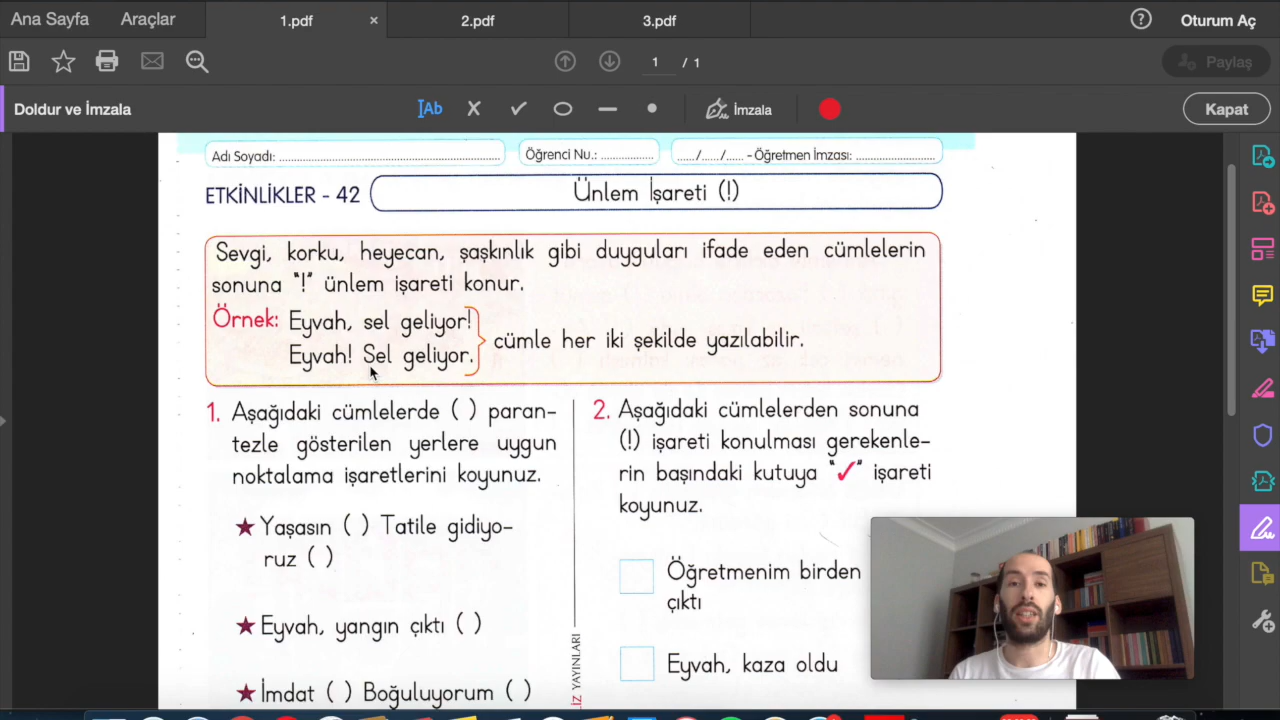 Ana Sayfa
Araçlar
1.pdf
×
2.pdf
3.pdf
?
Oturum Aç
1 / 1
Paylaş
Doldur ve İmzala
Ab
İmzala
Kapat
Adı Soyadı: ............................................................
Öğrenci Nu.: ...............
....../....../...... - Öğretmen İmzası: ......................
ETKİNLİKLER - 42
Ünlem İşareti (!)
Sevgi, korku, heyecan, şaşkınlık gibi duyguları ifade eden cümlelerin
sonuna "!" ünlem işareti konur.
Örnek: Eyvah, sel geliyor!
Eyvah! Sel geliyor.
cümle her iki şekilde yazılabilir.
1. Aşağıdaki cümlelerde ( ) paran-
tezle gösterilen yerlere uygun
noktalama işaretlerini koyunuz.
★ Yaşasın ( ) Tatile gidiyo-
ruz ( )
★ Eyvah, yangın çıktı ( )
★ İmdat ( ) Boğuluyorum ( )
İZ YAYINLARI
2. Aşağıdaki cümlelerden sonuna
(!) işareti konulması gerekenle-
rin başındaki kutuya "✓" işareti
koyunuz.
Öğretmenim birden
çıktı
Eyvah, kaza oldu